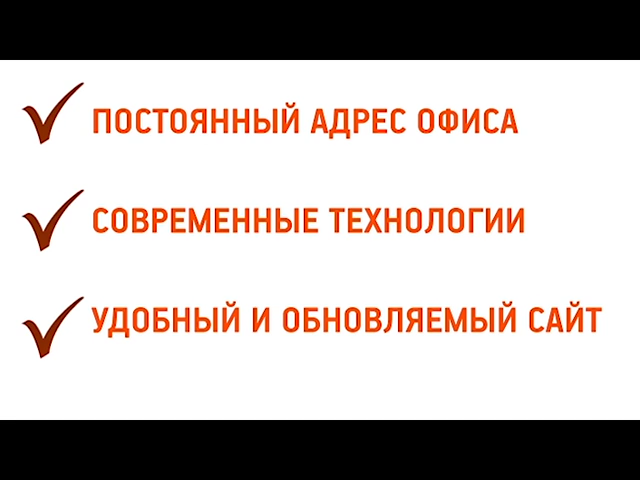 ПОСТОЯННЫЙ АДРЕС ОФИСА
СОВРЕМЕННЫЕ ТЕХНОЛОГИИ
УДОБНЫЙ И ОБНОВЛЯЕМЫЙ САЙТ